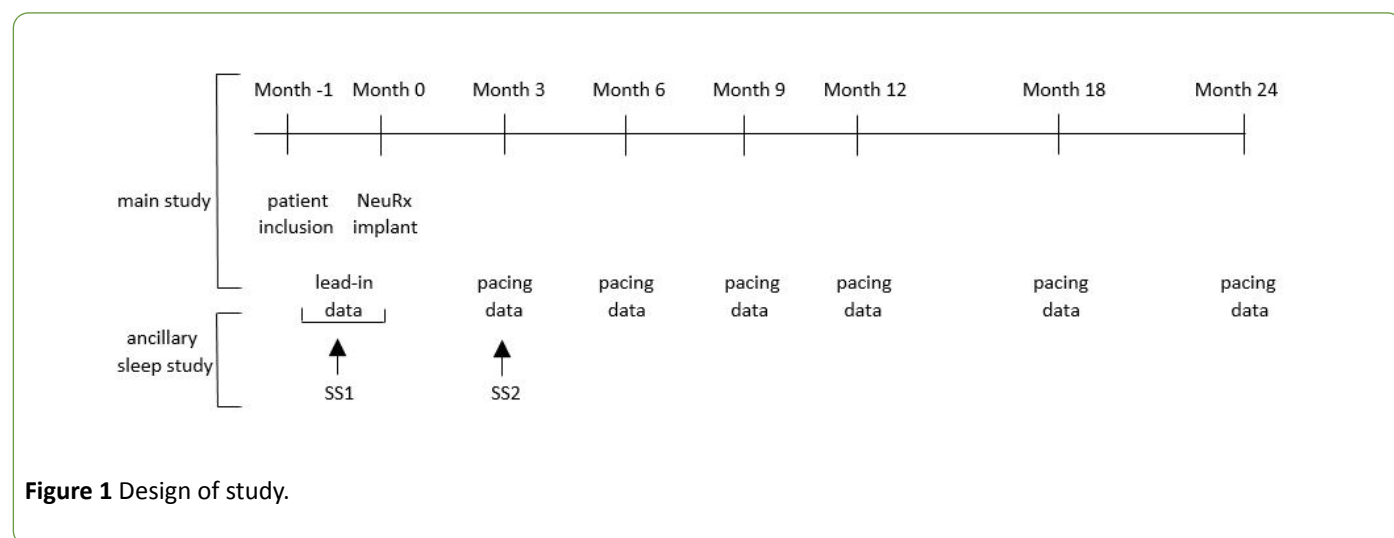 Month -1 Month 0 Month 3 Month 6 Month 9 Month 12 Month 18 Month 24
main study
patient NeuRx
inclusion implant
lead-in pacing pacing pacing pacing pacing pacing
data data data data data data data
ancillary
sleep study
SS1 SS2
Figure 1 Design of study.